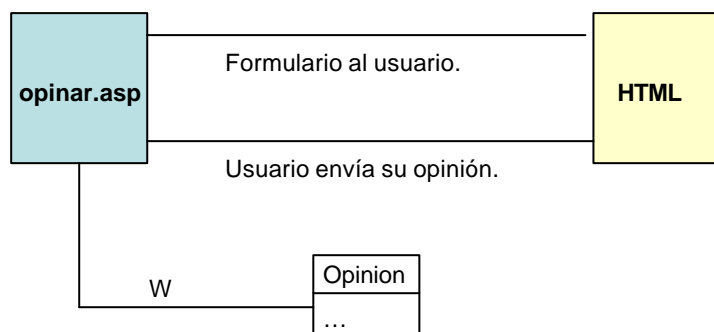 opinar.asp
Formulario al usuario.
HTML
Usuario envía su opinión.
W
Opinion
...